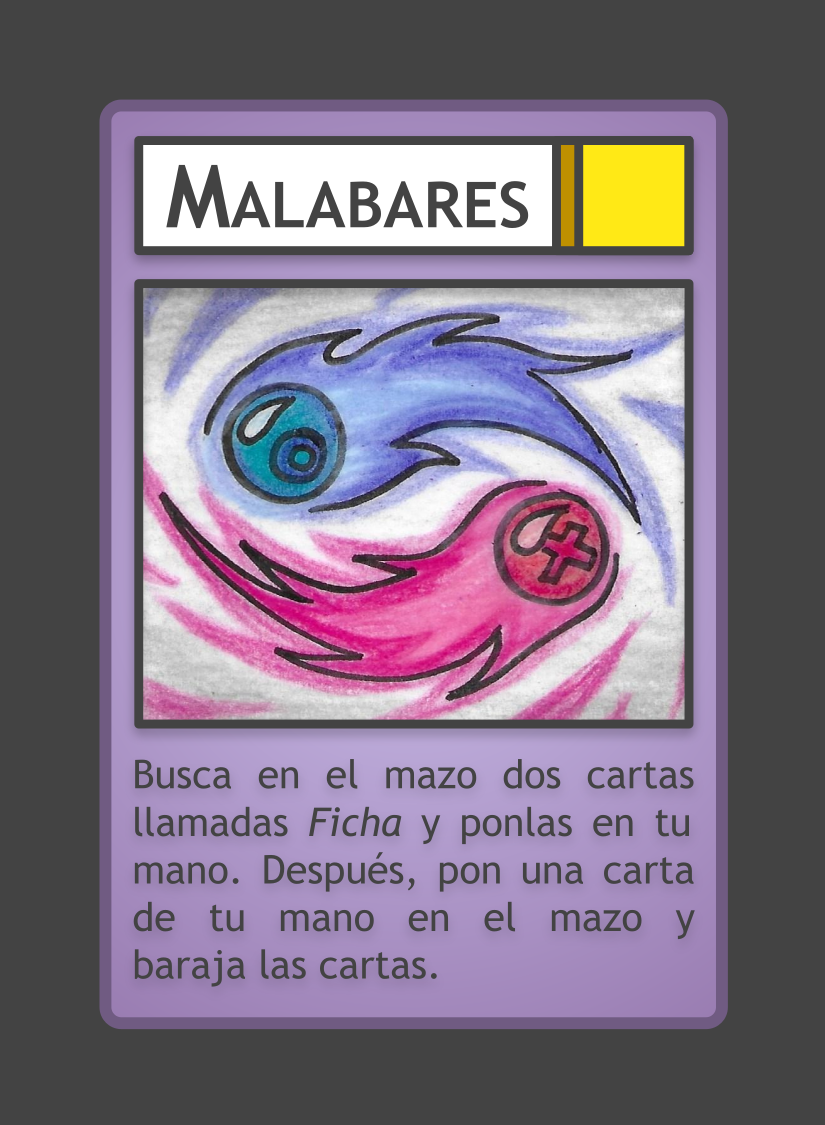 MALABARES
Busca en el mazo dos cartas
llamadas Ficha y ponlas en tu
mano. Después, pon una carta
de tu mano en el mazo y
baraja las cartas.